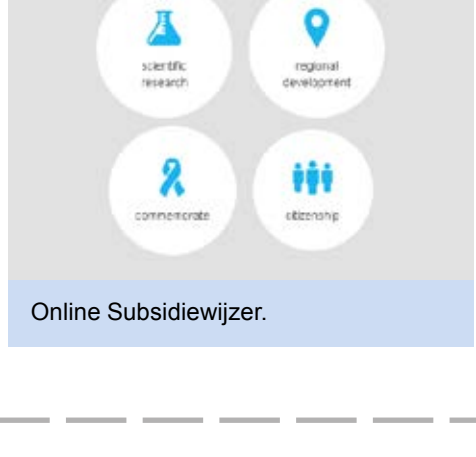 scientific
regional
research
development
commemorate
citizenship
Online Subsidiewijzer.